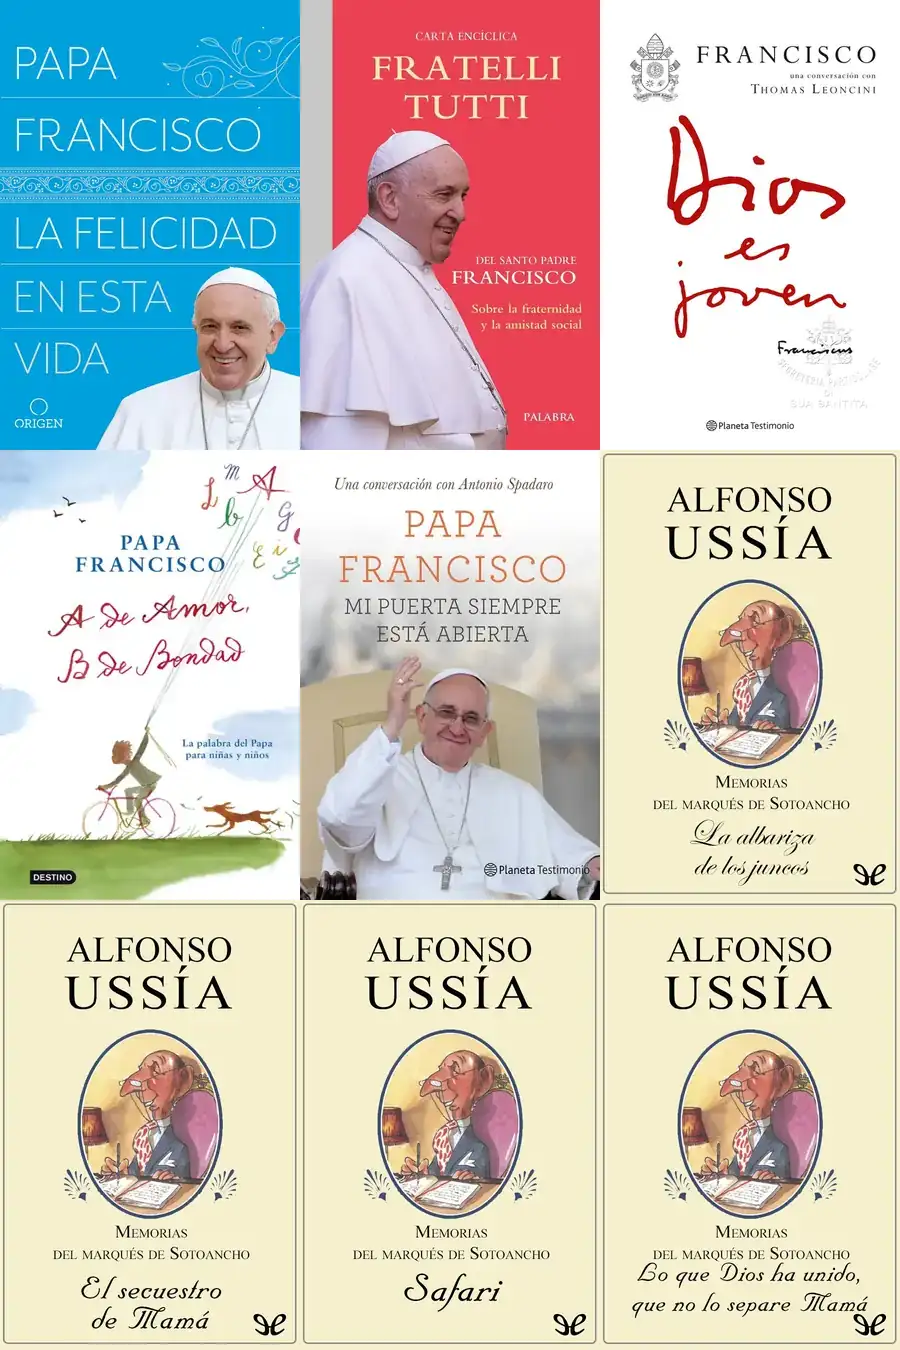 PAPA
FRANCISCO
LA FELICIDAD
EN ESTA
VIDA
ORIGEN
CARTA ENCÍCLICA
FRATELLI
TUTTI
DEL SANTO PADRE
FRANCISCO
Sobre la fraternidad
y la amistad social
PALABRA
FRANCISCO
una conversación con
THOMAS LEONCINI
Dios
es
joven
Franciscus
Planeta Testimonio
PAPA
FRANCISCO
A de Amor,
B de Bondad
La palabra del Papa
para niñas y niños
DESTINO
Una conversación con Antonio Spadaro
PAPA
FRANCISCO
MI PUERTA SIEMPRE
ESTÁ ABIERTA
Planeta Testimonio
ALFONSO
USSÍA
MEMORIAS
DEL MARQUÉS DE SOTOANCHO
La albariza
de los juncos
ALFONSO
USSÍA
MEMORIAS
DEL MARQUÉS DE SOTOANCHO
El secuestro
de Mamá
ALFONSO
USSÍA
MEMORIAS
DEL MARQUÉS DE SOTOANCHO
Safari
ALFONSO
USSÍA
MEMORIAS
DEL MARQUÉS DE SOTOANCHO
Lo que Dios ha unido,
que no lo separe Mamá